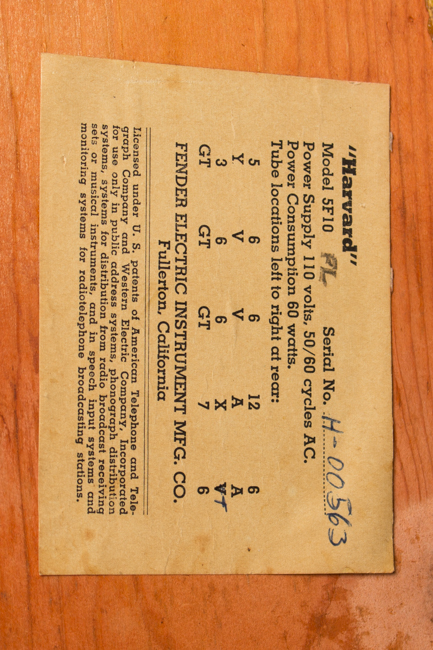 "Harvard"
Model 5F10 Serial No. H-00563
Power Supply 110 volts, 50/60 cycles AC.
Power Consumption 60 watts.
Tube locations left to right at rear:
5 6 6 12 6
Y V V A A
3 6 6 X V T
GT GT GT 7 6
FENDER ELECTRIC INSTRUMENT MFG. CO.
Fullerton, California
Licensed under U. S. patents of American Telephone and Tele-
graph Company and Western Electric Company, Incorporated
for use only in public address systems, phonograph distribution
systems, systems for distribution from radio broadcast receiving
sets or musical instruments, and in speech input systems and
monitoring systems for radiotelephone broadcasting stations.